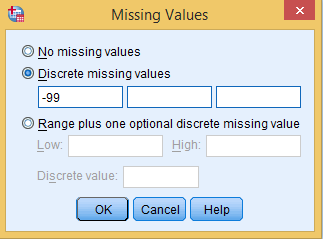 Missing Values
No missing values
Discrete missing values
-99
Range plus one optional discrete missing value
Low: High:
Discrete value:
OK Cancel Help